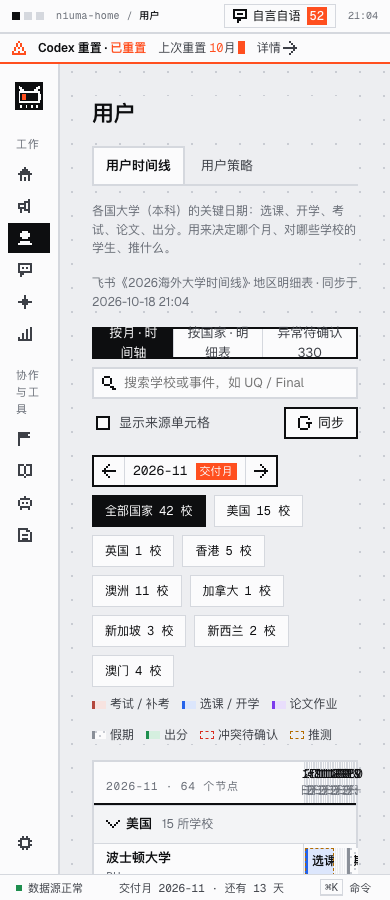 niuma-home / 用户
自言自语 52
21:04
Codex 重置 · 已重置 上次重置 10月 详情
工作
协作与工具
用户
用户时间线 用户策略
各国大学（本科）的关键日期：选课、开学、考
试、论文、出分。用来决定哪个月、对哪些学校的
学生、推什么。
飞书《2026海外大学时间线》· 地区明细表 · 同步于
2026-10-18 21:04
按月 · 时间轴
按国家 · 明细表
异常待确认 330
搜索学校或事件，如 UQ / Final
显示来源单元格
同步
2026-11 交付月
全部国家 42 校
美国 15 校
英国 1 校
香港 5 校
澳洲 11 校
加拿大 1 校
新加坡 3 校
新西兰 2 校
澳门 4 校
考试 / 补考 选课 / 开学 论文作业
假期 出分 冲突待确认 推测
2026-11 · 64 个节点
美国 15 所学校
波士顿大学
选课
数据源正常
交付月 2026-11 · 还有 13 天
⌘K 命令